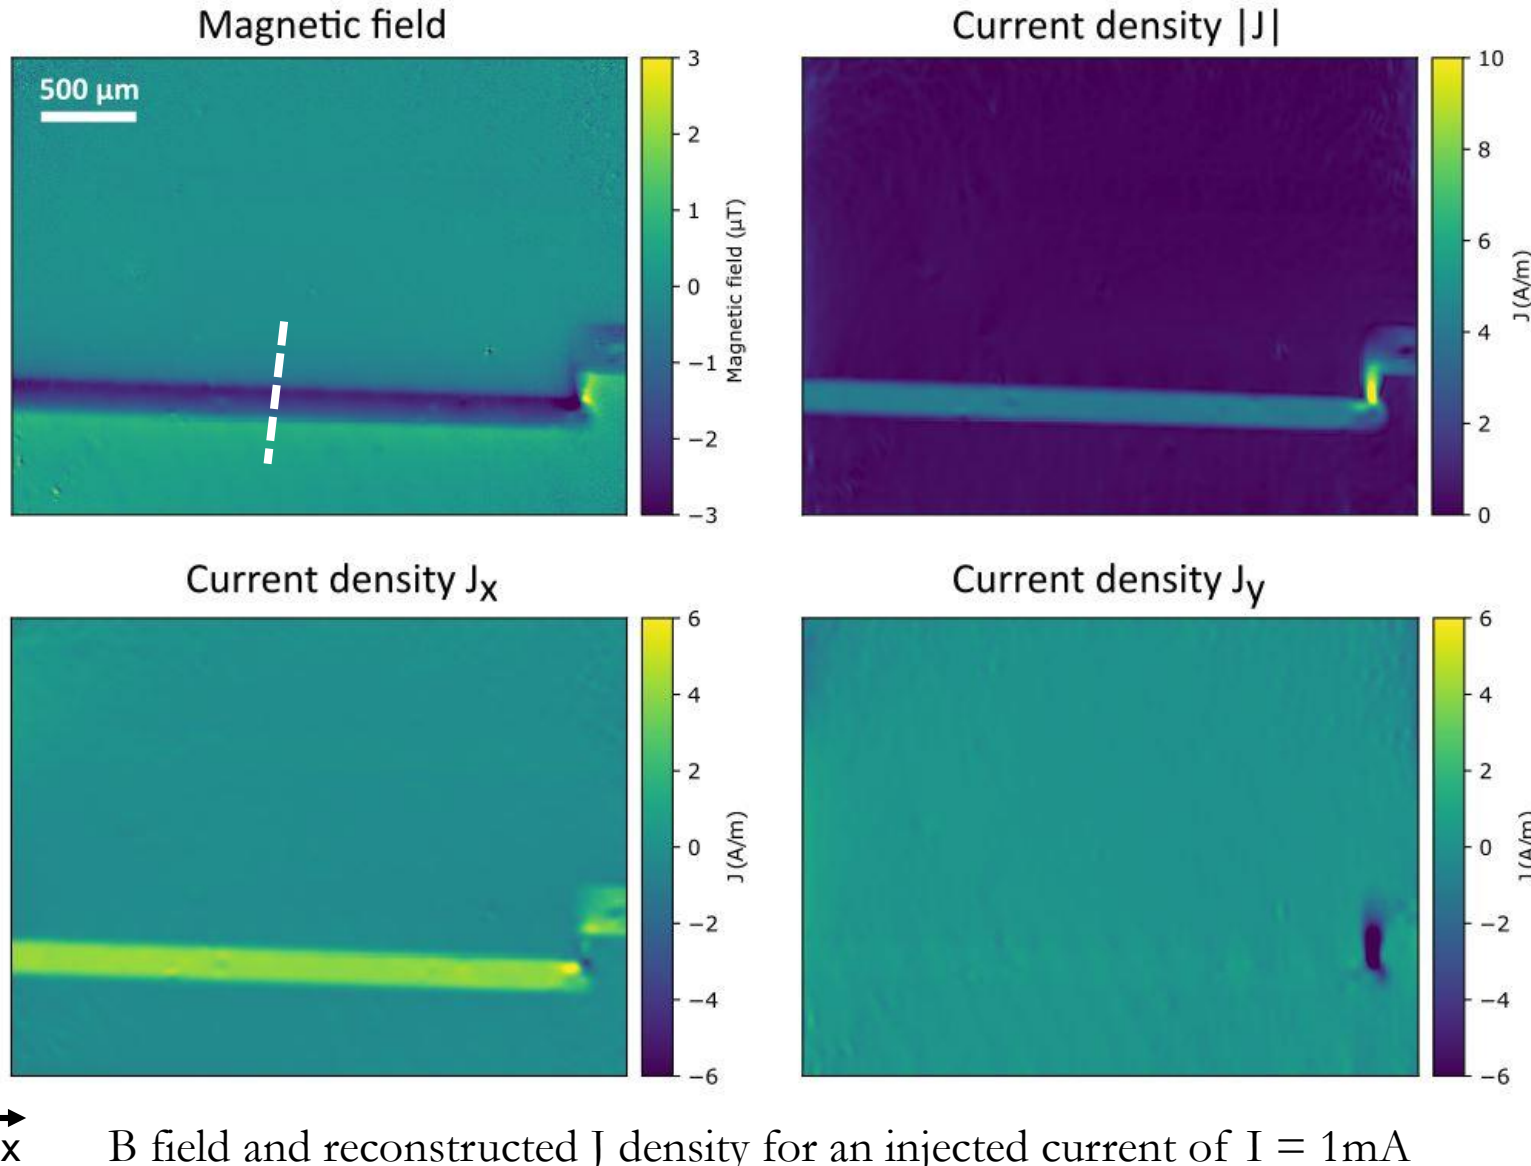 Magnetic field
500 µm
3
2
1
0
−1
−2
−3
Magnetic field (µT)
Current density |J|
10
8
6
4
2
0
J (A/m)
Current density Jx
6
4
2
0
−2
−4
−6
J (A/m)
Current density Jy
6
4
2
0
−2
−4
−6
J (A/m)
x
B field and reconstructed J density for an injected current of I = 1mA